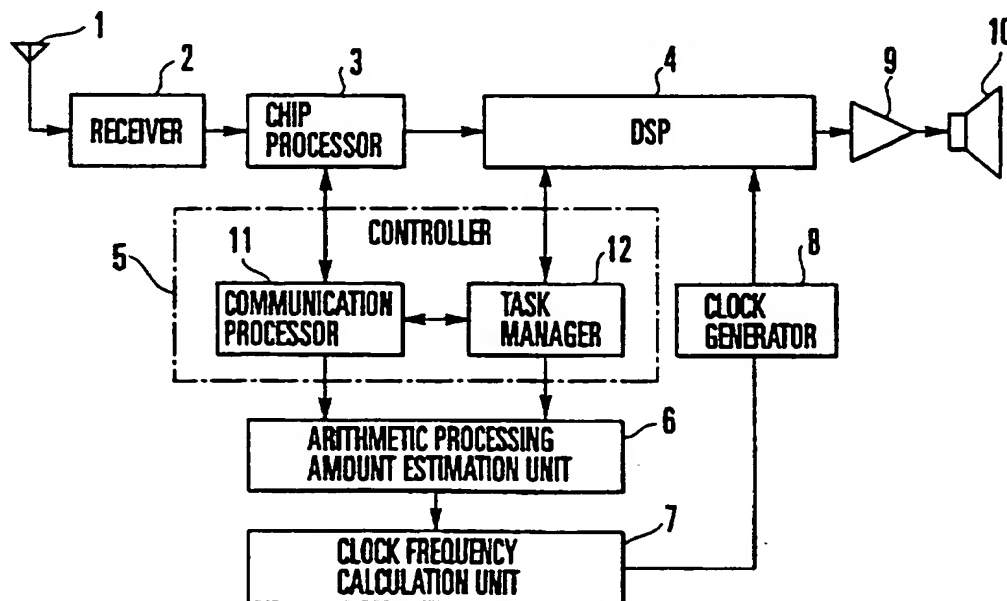 1
2
3
4
9
10
RECEIVER
CHIP
PROCESSOR
DSP
CONTROLLER
5
11
12
8
COMMUNICATION
PROCESSOR
TASK
MANAGER
CLOCK
GENERATOR
6
ARITHMETIC PROCESSING
AMOUNT ESTIMATION UNIT
7
CLOCK FREQUENCY
CALCULATION UNIT